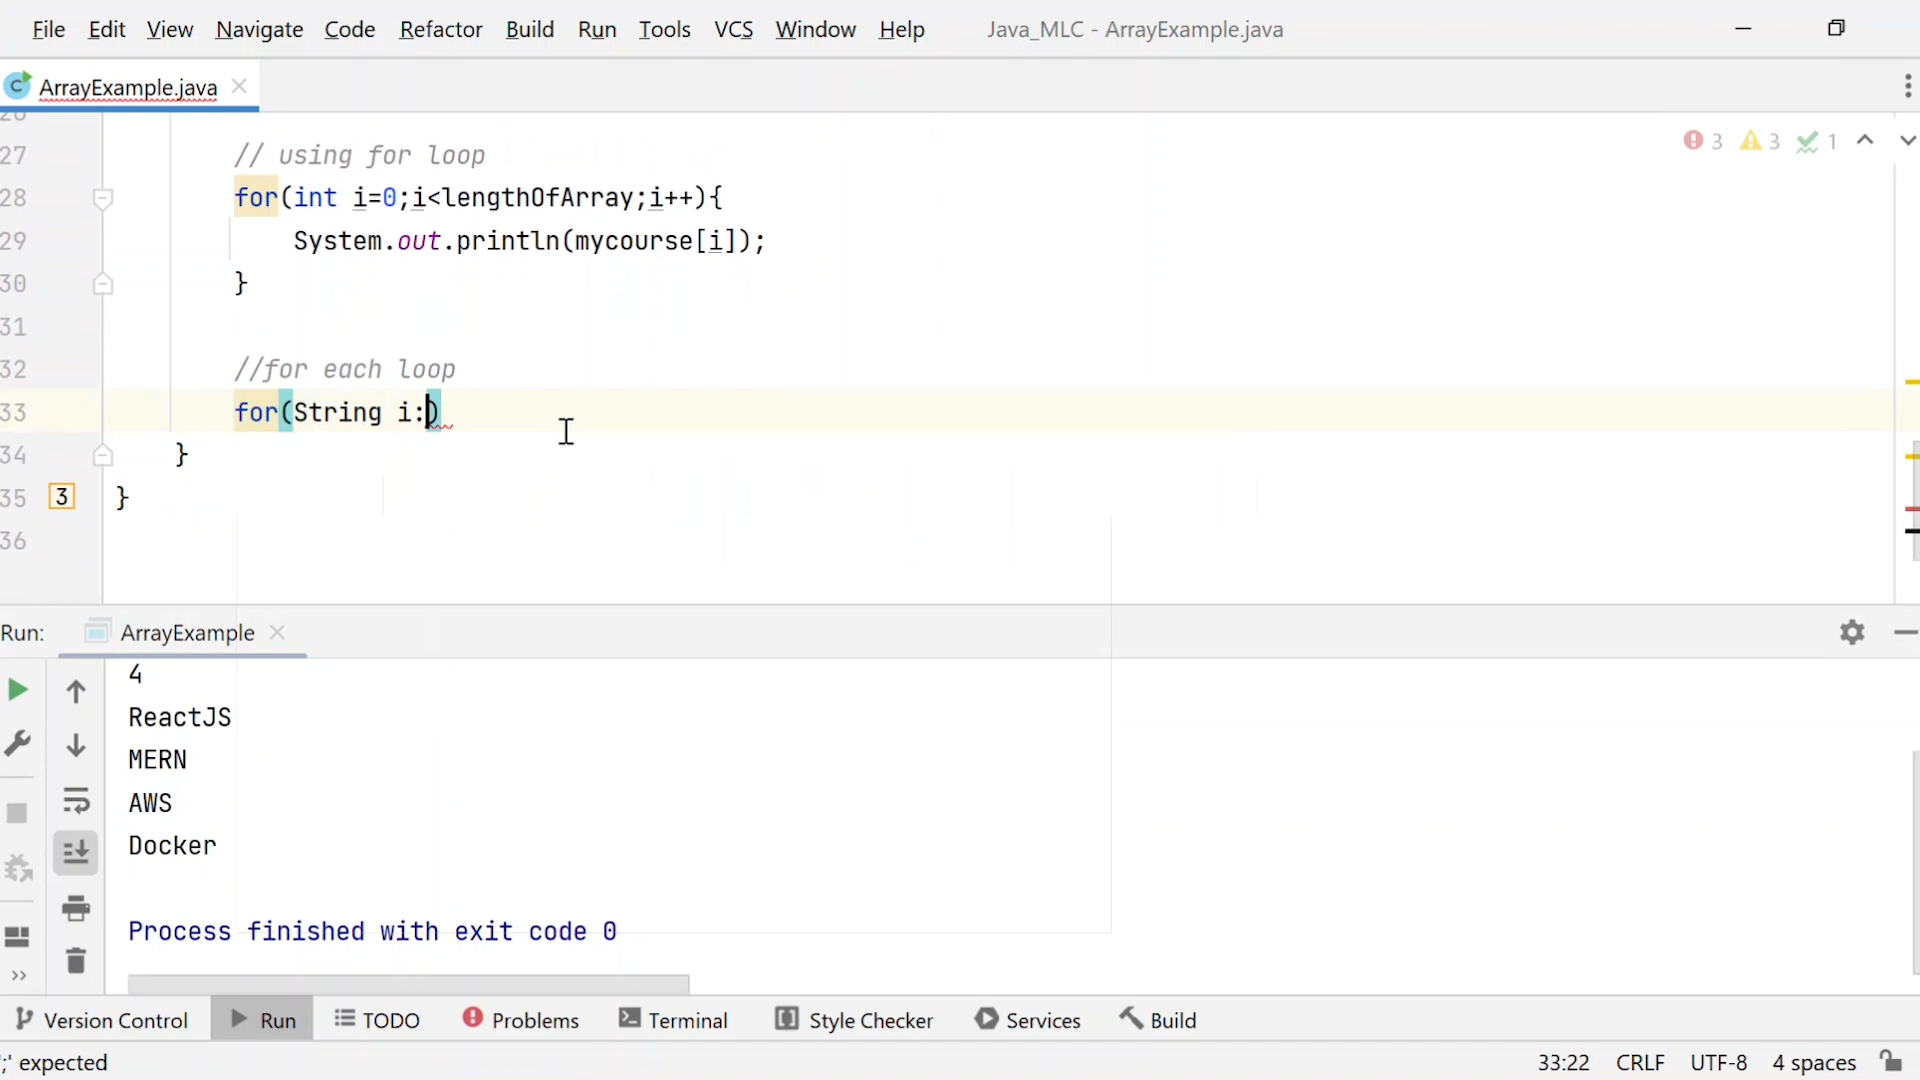 File Edit View Navigate Code Refactor Build Run Tools VCS Window Help Java_MLC - ArrayExample.java
ArrayExample.java
26
27 // using for loop 3 3 1
28 for(int i=0;i<lengthOfArray;i++){
29 System.out.println(mycourse[i]);
30 }
31
32 //for each loop
33 for(String i:)
34 }
35 3 }
36
Run: ArrayExample
4
ReactJS
MERN
AWS
Docker
Process finished with exit code 0
Version Control Run TODO Problems Terminal Style Checker Services Build
';' expected 33:22 CRLF UTF-8 4 spaces